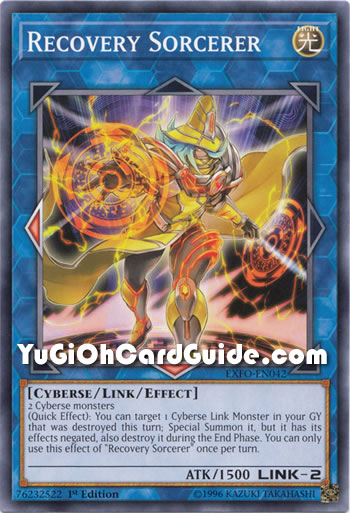 RECOVERY SORCERER
光
YuGiOhCardGuide.com
EXFO-EN042
[CYBERSE/LINK/EFFECT]
2 Cyberse monsters
(Quick Effect): You can target 1 Cyberse Link Monster in your GY
that was destroyed this turn; Special Summon it, but it has its
effects negated, also destroy it during the End Phase. You can only
use this effect of "Recovery Sorcerer" once per turn.
ATK/1500 LINK-2
76232522 1st Edition ©1996 KAZUKI TAKAHASHI